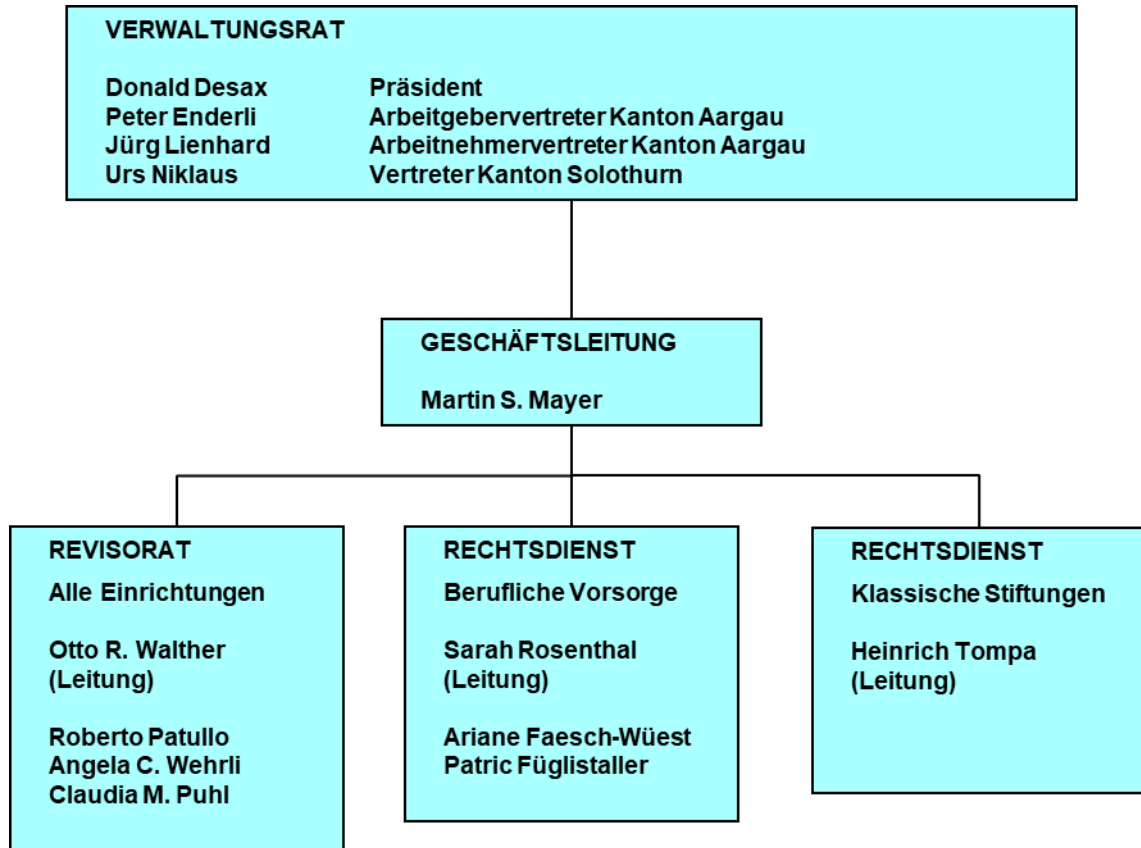 VERWALTUNGSRAT
Donald Desax Präsident
Peter Enderli Arbeitgebervertreter Kanton Aargau
Jürg Lienhard Arbeitnehmervertreter Kanton Aargau
Urs Niklaus Vertreter Kanton Solothurn
GESCHÄFTSLEITUNG
Martin S. Mayer
REVISORAT
Alle Einrichtungen
Otto R. Walther
(Leitung)
Roberto Patullo
Angela C. Wehrli
Claudia M. Puhl
RECHTSDIENST
Berufliche Vorsorge
Sarah Rosenthal
(Leitung)
Ariane Faesch-Wüest
Patric Füglistaller
RECHTSDIENST
Klassische Stiftungen
Heinrich Tompa
(Leitung)